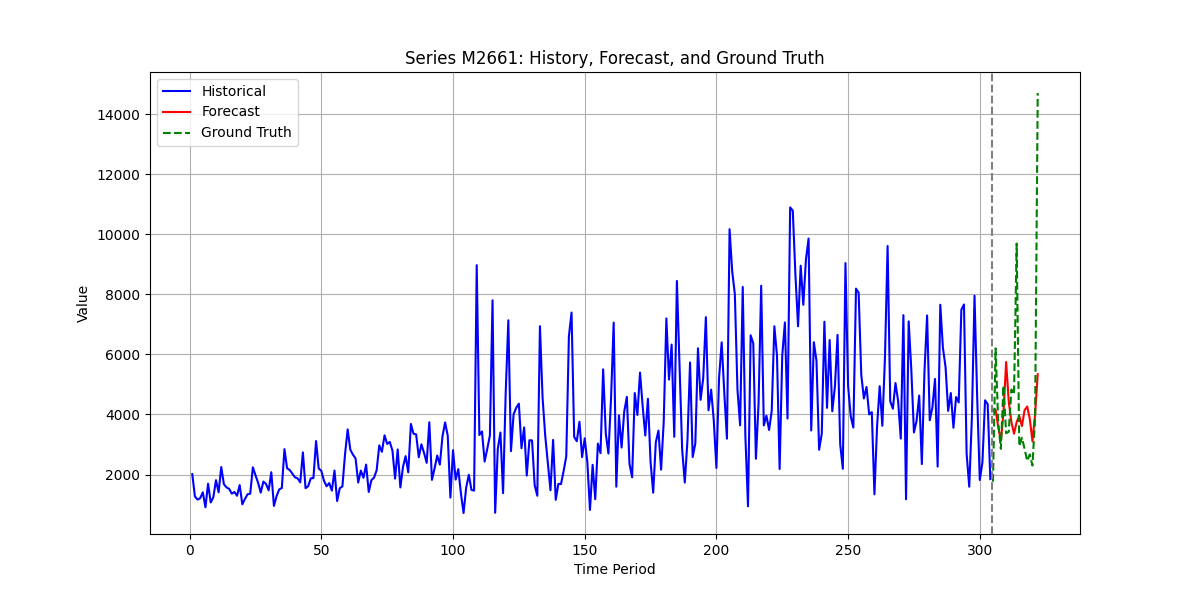 Series M2661: History, Forecast, and Ground Truth
Historical
Forecast
Ground Truth
Value
14000
12000
10000
8000
6000
4000
2000
0 50 100 150 200 250 300
Time Period